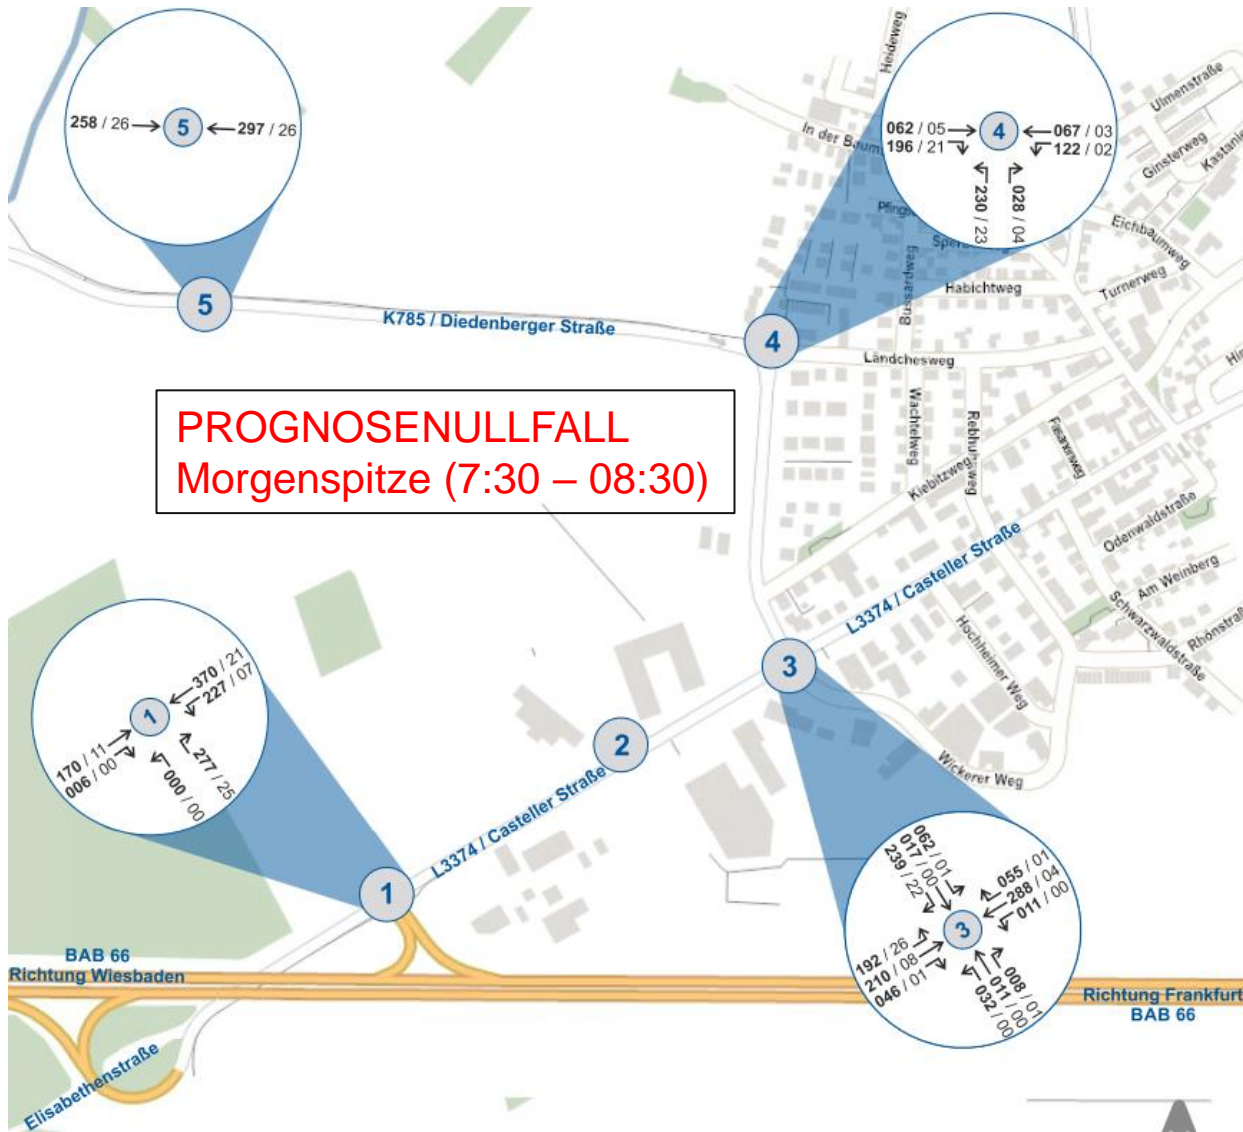 Heideweg
Ulmenstraße
Ginsterweg
In der
Eichbaumweg
Turnerweg
Habichtweg
Bussardweg
Ländchesweg
Wachtelweg
Rebhuhnweg
Fasanenweg
Kiebitzweg
Odenwaldstraße
Am Weinberg
Schwarzwaldstraße
Hochheimer Weg
Wickerer Weg
258 / 26
5
297 / 26
062 / 05
196 / 21
4
067 / 03
122 / 02
230 / 23
028 / 04
5
K785 / Diedenberger Straße
4
PROGNOSENULLFALL
Morgenspitze (7:30 – 08:30)
L3374 / Casteller Straße
3
2
L3374 / Casteller Straße
1
370 / 21
227 / 07
1
170 / 11
006 / 00
277 / 25
000 / 00
062 / 01
017 / 00
239 / 22
055 / 01
288 / 04
011 / 00
3
192 / 26
210 / 08
046 / 01
008 / 01
011 / 00
032 / 00
BAB 66
Richtung Wiesbaden
Richtung Frankfurt
BAB 66
Elisabethenstraße